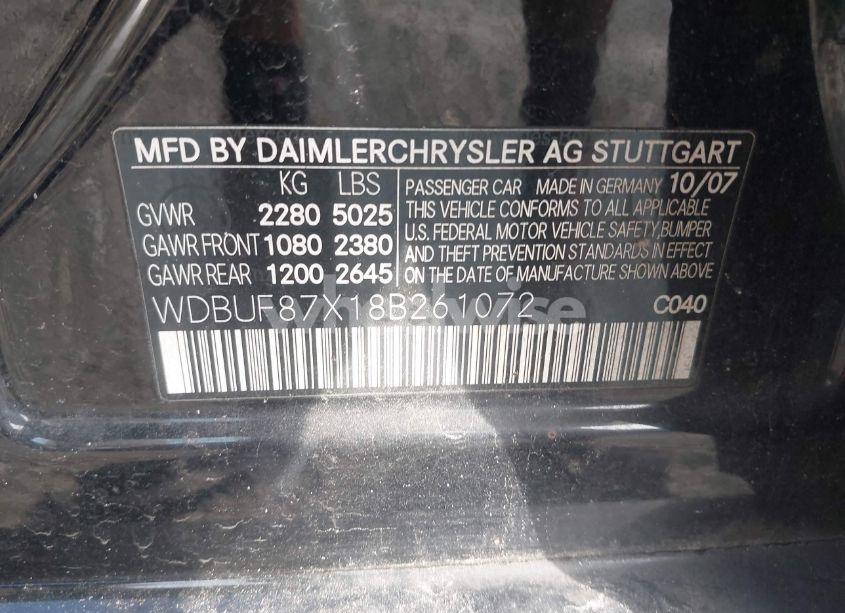 MFD BY DAIMLERCHRYSLER AG STUTTGART
KG LBS
GVWR 2280 5025
GAWR FRONT 1080 2380
GAWR REAR 1200 2645
PASSENGER CAR MADE IN GERMANY 10/07
THIS VEHICLE CONFORMS TO ALL APPLICABLE
U.S. FEDERAL MOTOR VEHICLE SAFETY,BUMPER
AND THEFT PREVENTION STANDARDS IN EFFECT
ON THE DATE OF MANUFACTURE SHOWN ABOVE
WDBUF87X18B261072 C040
wheelwise